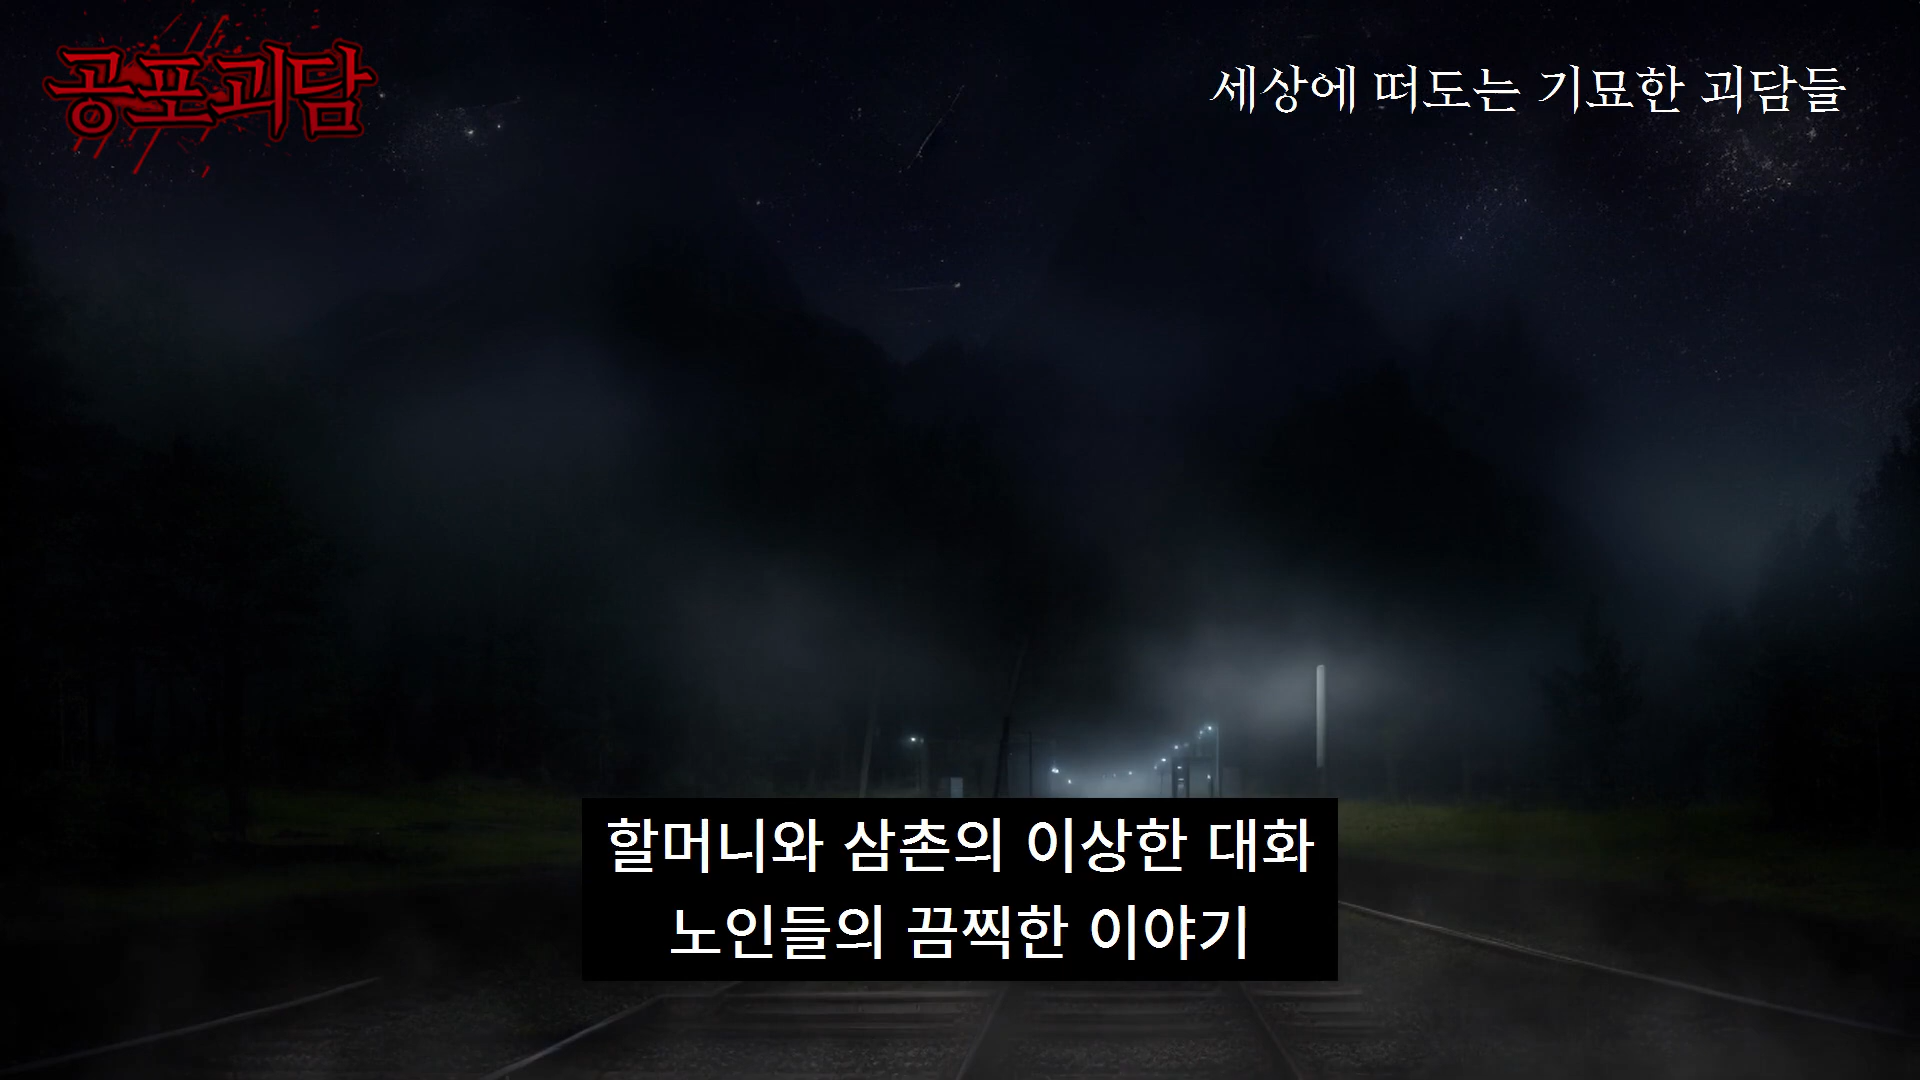 공포괴담
세상에 떠도는 기묘한 괴담들
할머니와 삼촌의 이상한 대화
노인들의 끔찍한 이야기